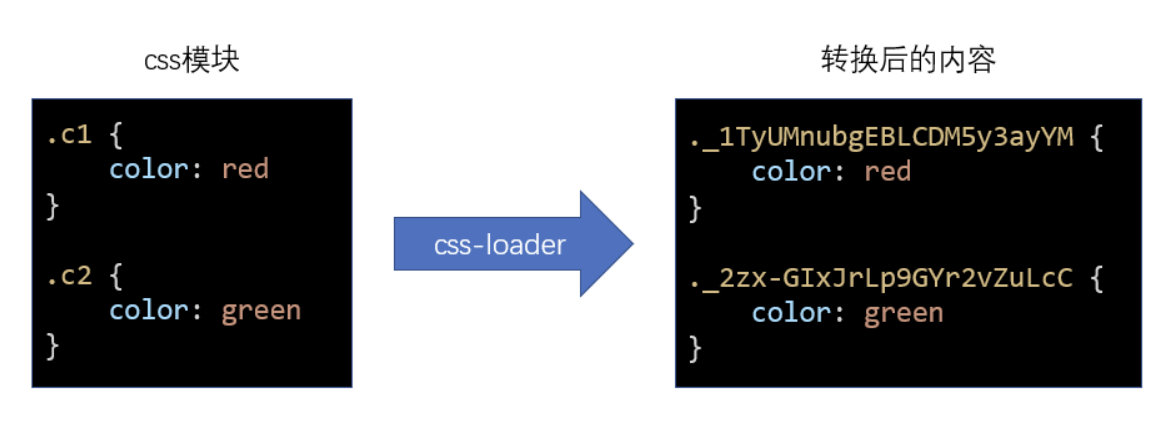 css模块
.c1 {
    color: red
}
.c2 {
    color: green
}
css-loader
转换后的内容
._1TyUMnubgEBLCDM5y3ayYM {
    color: red
}
._2zx-GIxJrLp9GYr2vZuLcC {
    color: green
}